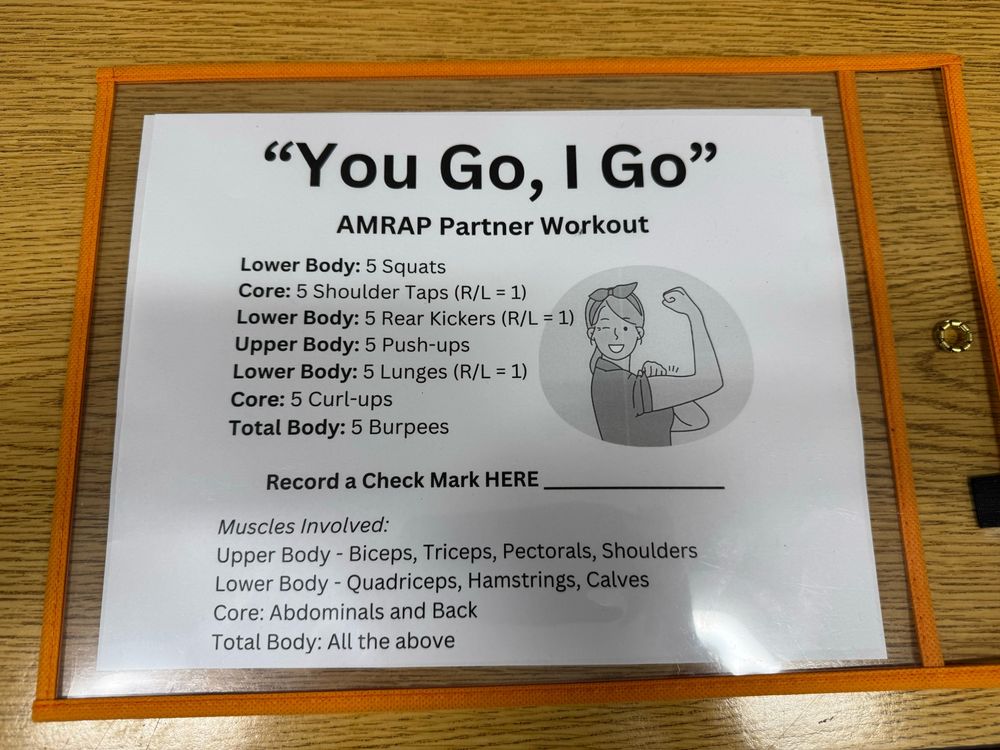 “You Go, I Go”
AMRAP Partner Workout
Lower Body: 5 Squats
Core: 5 Shoulder Taps (R/L = 1)
Lower Body: 5 Rear Kickers (R/L = 1)
Upper Body: 5 Push-ups
Lower Body: 5 Lunges (R/L = 1)
Core: 5 Curl-ups
Total Body: 5 Burpees
Record a Check Mark HERE ________________
Muscles Involved:
Upper Body - Biceps, Triceps, Pectorals, Shoulders
Lower Body - Quadriceps, Hamstrings, Calves
Core: Abdominals and Back
Total Body: All the above